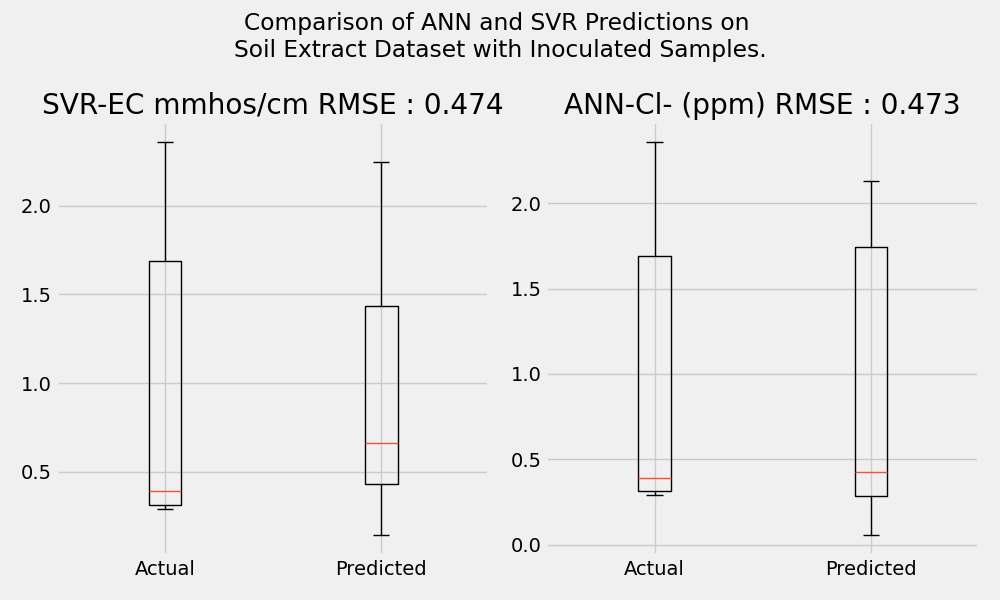 Comparison of ANN and SVR Predictions on
Soil Extract Dataset with Inoculated Samples.
SVR-EC mmhos/cm RMSE : 0.474
2.0
1.5
1.0
0.5
Actual Predicted
ANN-Cl- (ppm) RMSE : 0.473
2.0
1.5
1.0
0.5
0.0
Actual Predicted